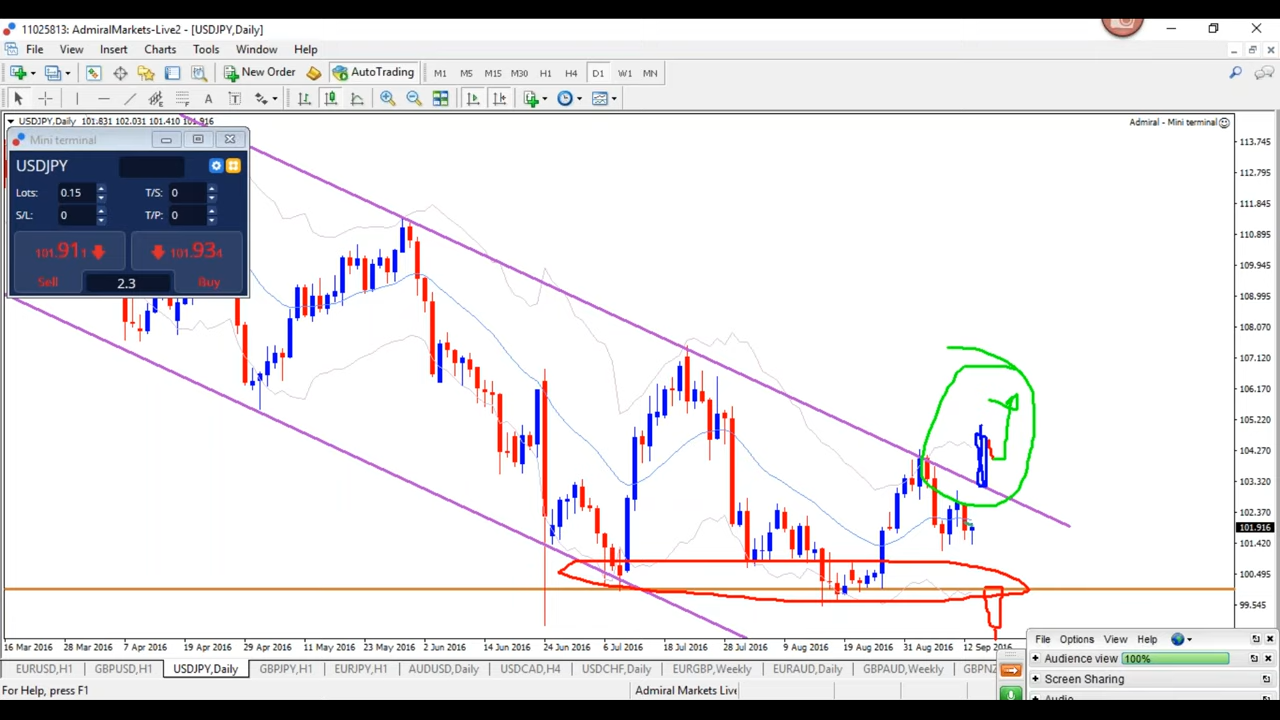 11025813: AdmiralMarkets-Live2 - [USDJPY,Daily]
File View Insert Charts Tools Window Help
New Order AutoTrading M1 M5 M15 M30 H1 H4 D1 W1 MN
USDJPY,Daily 101.831 102.031 101.410 101.916
Admiral - Mini terminal
Mini terminal
USDJPY
Lots: 0.15 T/S: 0
S/L: 0 T/P: 0
101.911 101.934
Sell 2.3 Buy
113.745
112.795
111.845
110.895
109.945
108.995
108.070
107.120
106.170
105.220
104.270
103.320
102.370
101.916
101.420
100.495
99.545
16 Mar 2016 28 Mar 2016 7 Apr 2016 19 Apr 2016 29 Apr 2016 11 May 2016 23 May 2016 2 Jun 2016 14 Jun 2016 24 Jun 2016 6 Jul 2016 18 Jul 2016 28 Jul 2016 9 Aug 2016 19 Aug 2016 31 Aug 2016 12 Sep 2016
File Options View Help
Audience view 100%
Screen Sharing
Audio
EURUSD,H1 GBPUSD,H1 USDJPY,Daily GBPJPY,H1 EURJPY,H1 AUDUSD,Daily USDCAD,H4 USDCHF,Daily EURGBP,Weekly EURAUD,Daily GBPAUD,Weekly GBPNZ
For Help, press F1
Admiral Markets Live